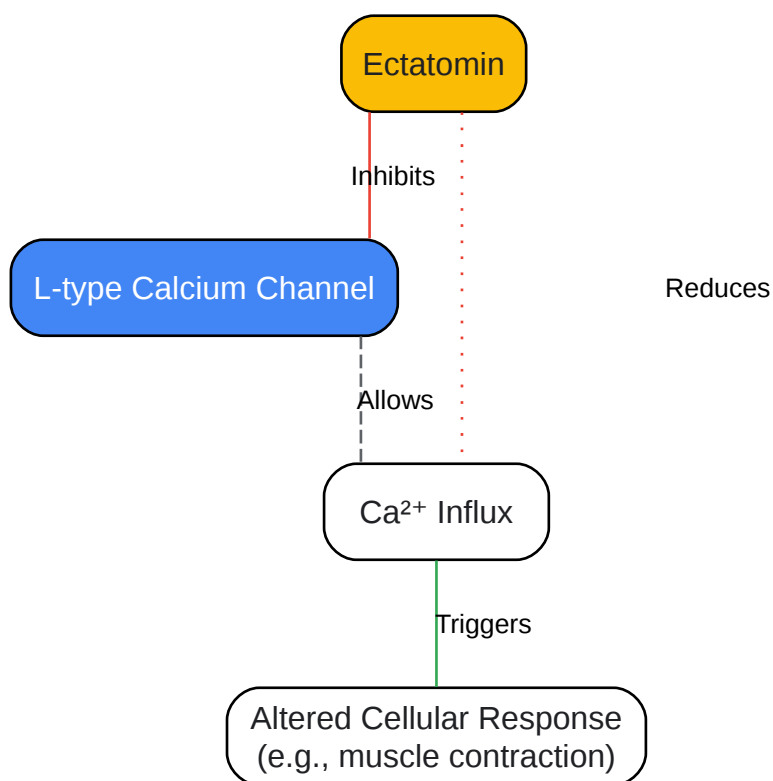 Ectatomin
Inhibits
L-type Calcium Channel
Reduces
Allows
Ca²⁺ Influx
Triggers
Altered Cellular Response
(e.g., muscle contraction)